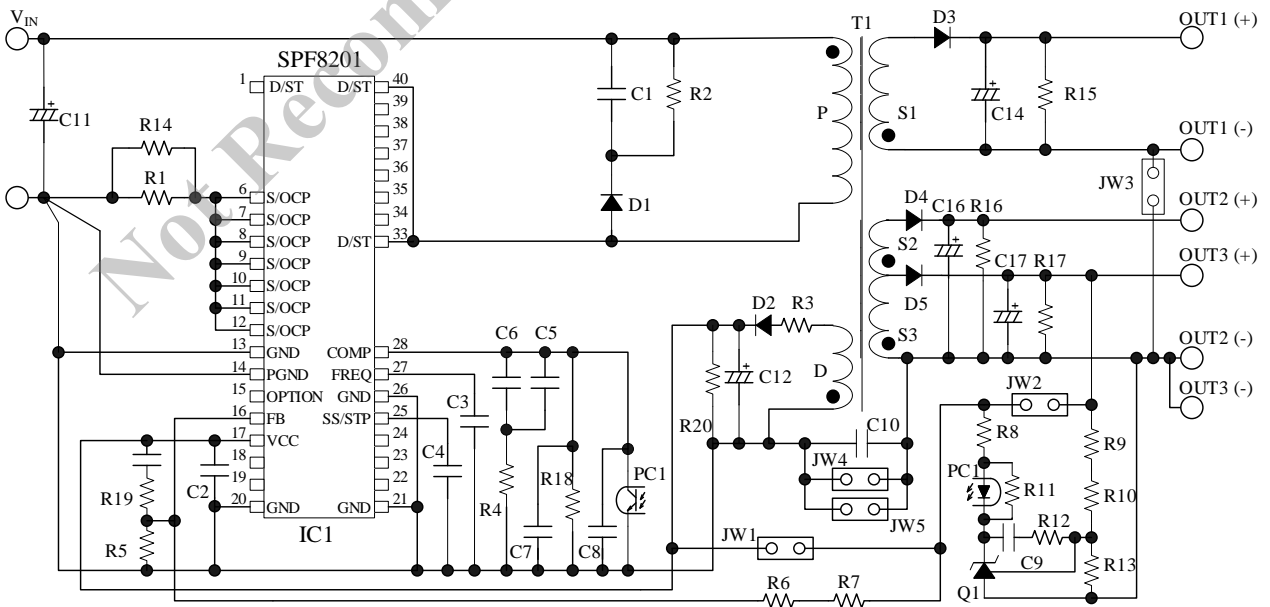 V_IN
T1
D3
OUT1 (+)
SPF8201
1
D/ST
D/ST
40
39
38
37
36
35
34
33
D/ST
C11
R14
R1
6
S/OCP
7
S/OCP
8
S/OCP
9
S/OCP
10
S/OCP
11
S/OCP
12
S/OCP
13
GND
14
PGND
15
OPTION
16
FB
17
VCC
18
19
20
GND
COMP
28
FREQ
27
GND
26
SS/STP
25
24
23
22
GND
21
IC1
C1
R2
D1
P
S1
C14
R15
OUT1 (-)
JW3
D4
C16
R16
OUT2 (+)
S2
C17
R17
OUT3 (+)
D5
S3
D2
R3
C12
D
R20
OUT2 (-)
OUT3 (-)
C6
C5
C3
C4
R4
R18
C7
C8
PC1
C10
JW4
JW5
JW1
JW2
R8
R9
PC1
R11
R10
R12
C9
R13
Q1
R19
C2
R5
R6
R7
Not Recom